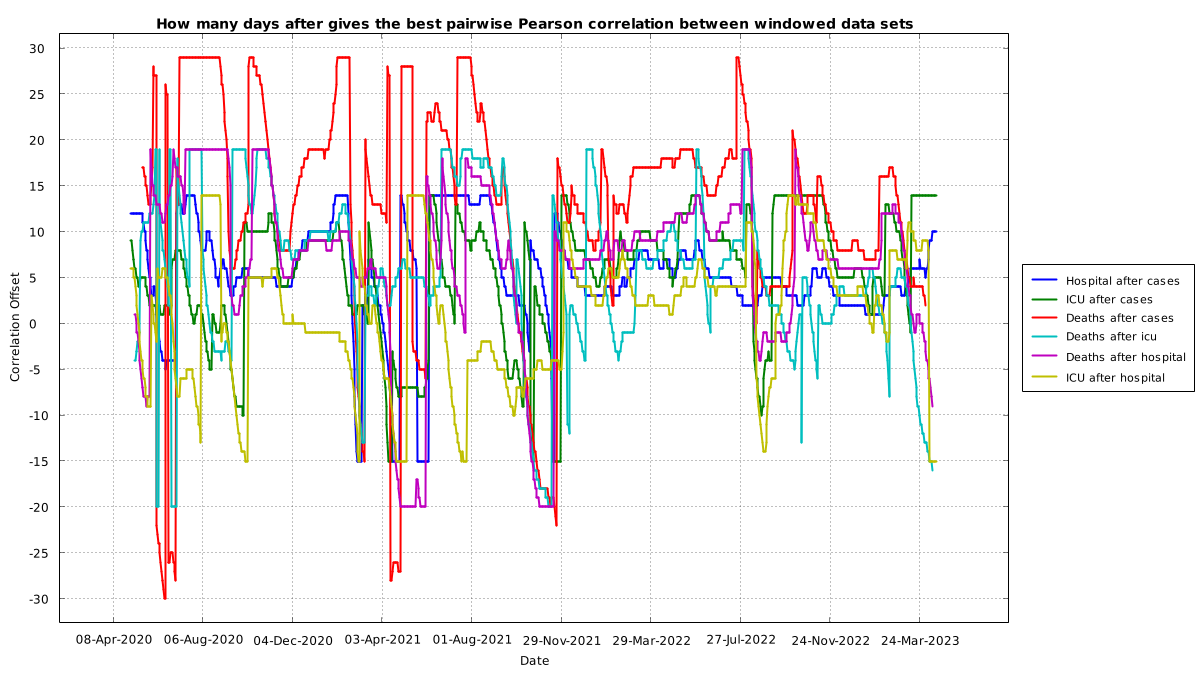 How many days after gives the best pairwise Pearson correlation between windowed data sets
30
25
20
15
10
5
0
-5
-10
-15
-20
-25
-30
Correlation Offset
08-Apr-2020 06-Aug-2020 04-Dec-2020 03-Apr-2021 01-Aug-2021 29-Nov-2021 29-Mar-2022 27-Jul-2022 24-Nov-2022 24-Mar-2023
Date
Hospital after cases
ICU after cases
Deaths after cases
Deaths after icu
Deaths after hospital
ICU after hospital